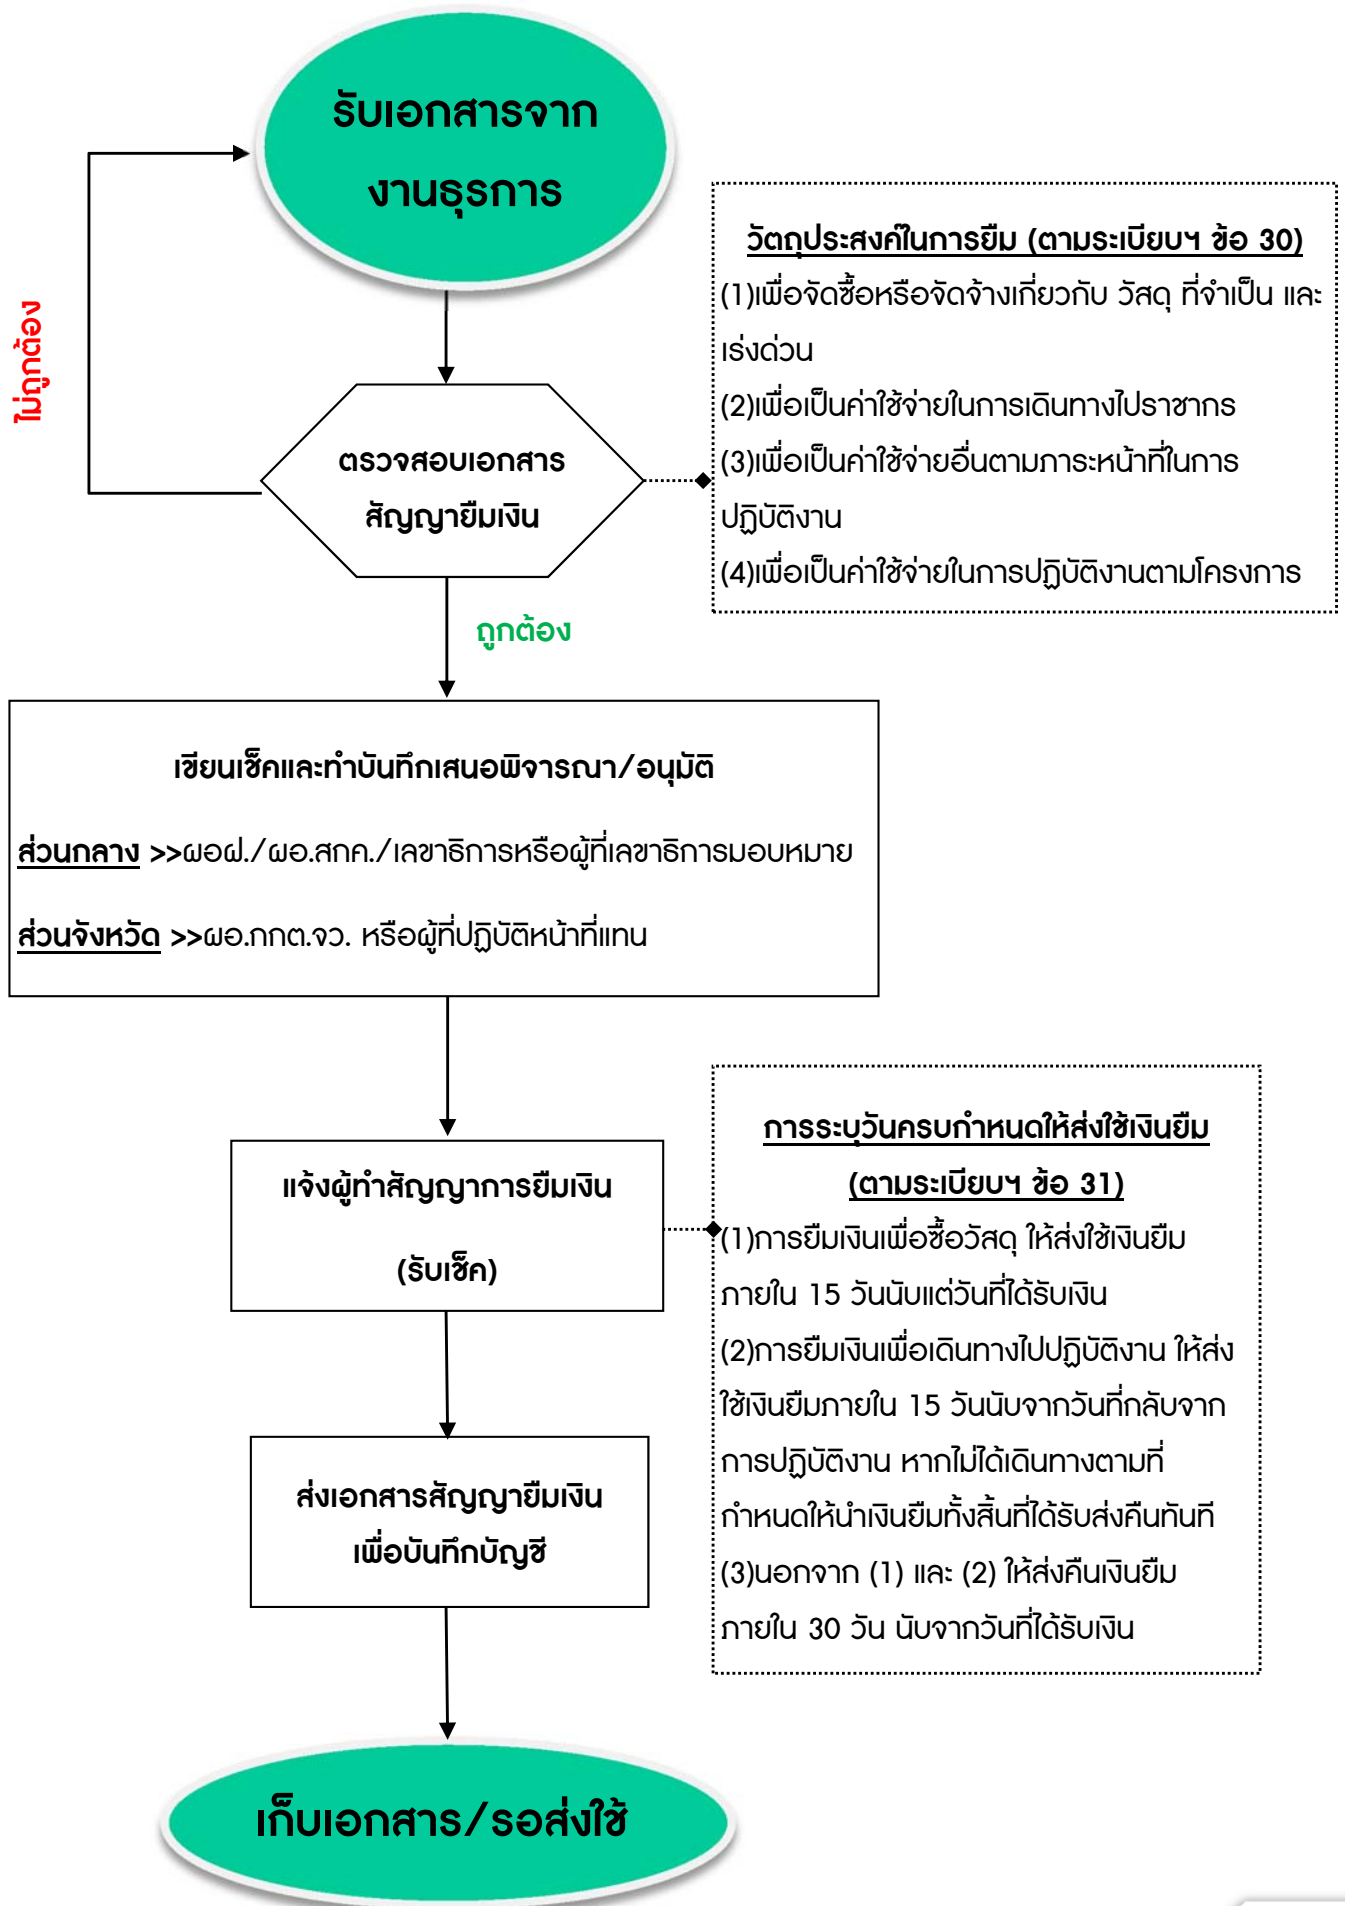 รับเอกสารจาก
งานธุรการ
ไม่ถูกต้อง
ตรวจสอบเอกสาร
สัญญายืมเงิน
วัตถุประสงค์ในการยืม (ตามระเบียบฯ ข้อ 30)
(1)เพื่อจัดซื้อหรือจัดจ้างเกี่ยวกับ วัสดุ ที่จำเป็น และ
เร่งด่วน
(2)เพื่อเป็นค่าใช้จ่ายในการเดินทางไปราชากร
(3)เพื่อเป็นค่าใช้จ่ายอื่นตามภาระหน้าที่ในการ
ปฏิบัติงาน
(4)เพื่อเป็นค่าใช้จ่ายในการปฏิบัติงานตามโครงการ
ถูกต้อง
เขียนเช็คและทำบันทึกเสนอพิจารณา/อนุมัติ
ส่วนกลาง >>ผอฝ./ผอ.สกค./เลขาธิการหรือผู้ที่เลขาธิการมอบหมาย
ส่วนจังหวัด >>ผอ.กกต.จว. หรือผู้ที่ปฏิบัติหน้าที่แทน
แจ้งผู้ทำสัญญาการยืมเงิน
(รับเช็ค)
การระบุวันครบกำหนดให้ส่งใช้เงินยืม
(ตามระเบียบฯ ข้อ 31)
(1)การยืมเงินเพื่อซื้อวัสดุ ให้ส่งใช้เงินยืม
ภายใน 15 วันนับแต่วันที่ได้รับเงิน
(2)การยืมเงินเพื่อเดินทางไปปฏิบัติงาน ให้ส่ง
ใช้เงินยืมภายใน 15 วันนับจากวันที่กลับจาก
การปฏิบัติงาน หากไม่ได้เดินทางตามที่
กำหนดให้นำเงินยืมทั้งสิ้นที่ได้รับส่งคืนทันที
(3)นอกจาก (1) และ (2) ให้ส่งคืนเงินยืม
ภายใน 30 วัน นับจากวันที่ได้รับเงิน
ส่งเอกสารสัญญายืมเงิน
เพื่อบันทึกบัญชี
เก็บเอกสาร/รอส่งใช้